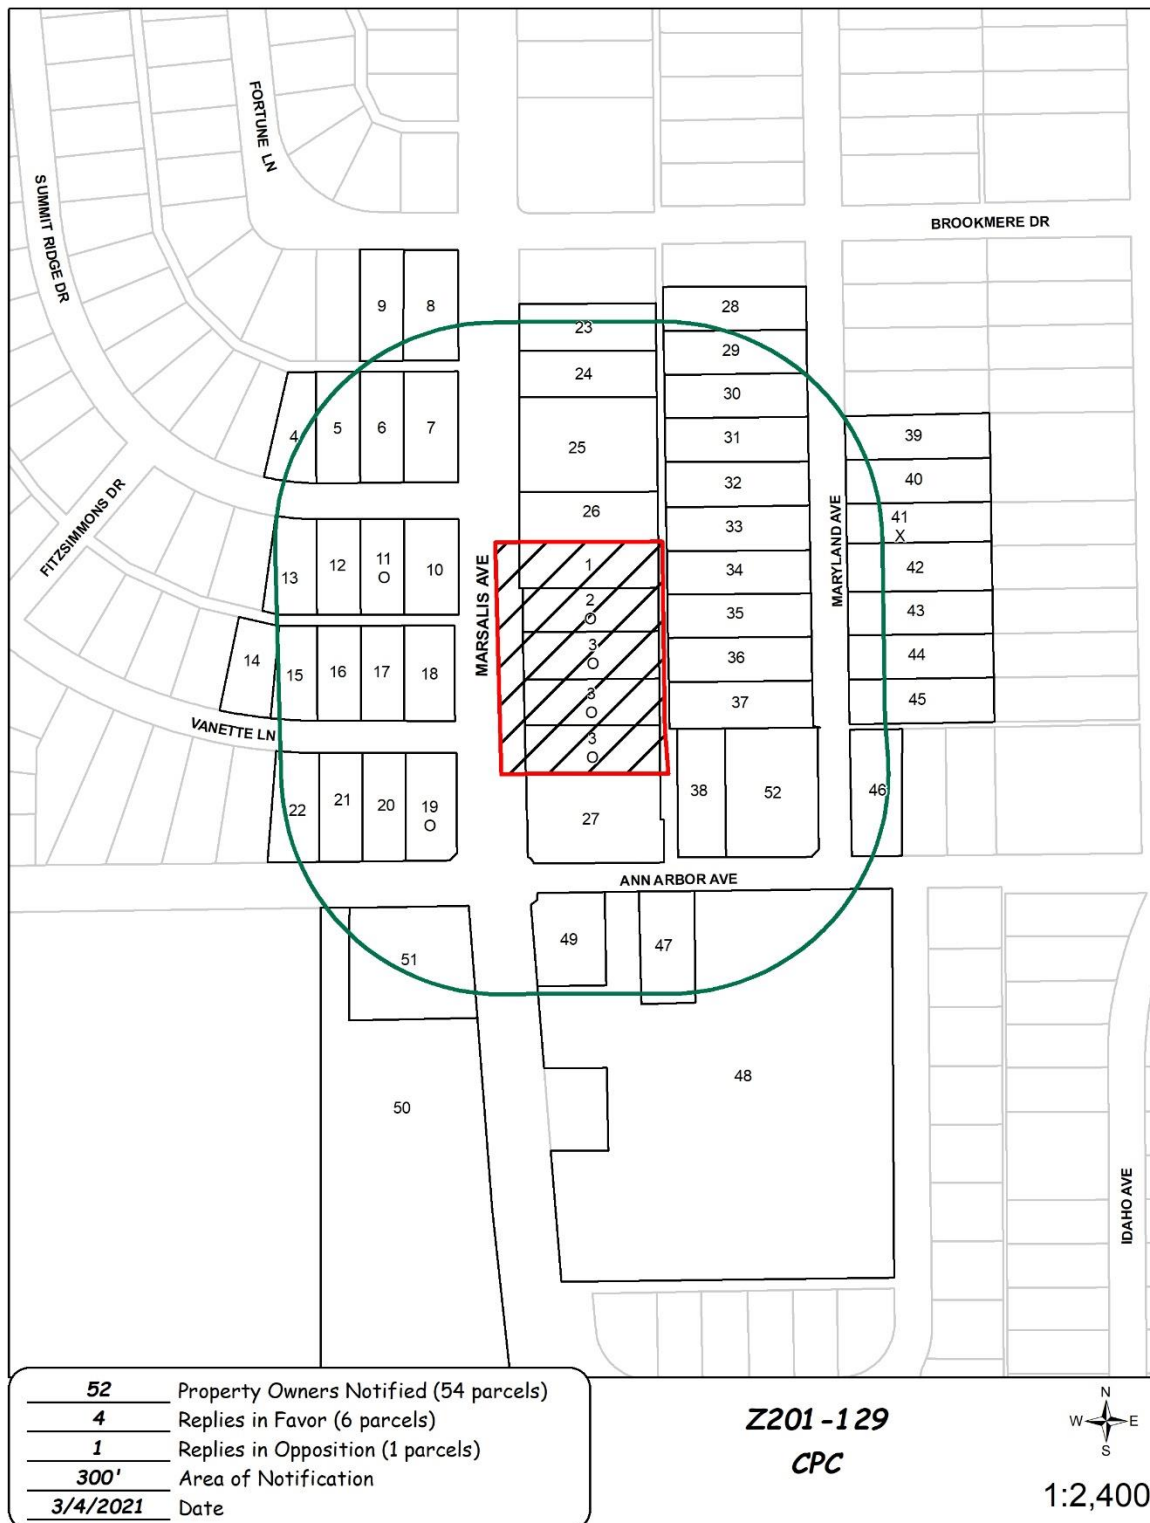 FORTUNE LN
SUMMIT RIDGE DR
BROOKMERE DR
9
8
28
23
29
24
30
4
5
6
7
31
39
25
32
40
26
33
41
X
FITZSIMMONS DR
MARSALIS AVE
MARYLAND AVE
13
12
11
O
10
1
34
42
2
O
35
43
14
15
16
17
18
3
O
36
44
3
O
37
45
VANETTE LN
3
O
22
21
20
19
O
27
38
52
46
ANN ARBOR AVE
51
49
47
50
48
IDAHO AVE
52 Property Owners Notified (54 parcels)
4 Replies in Favor (6 parcels)
1 Replies in Opposition (1 parcels)
300' Area of Notification
3/4/2021 Date
Z201-129
CPC
N
W E
S
1:2,400